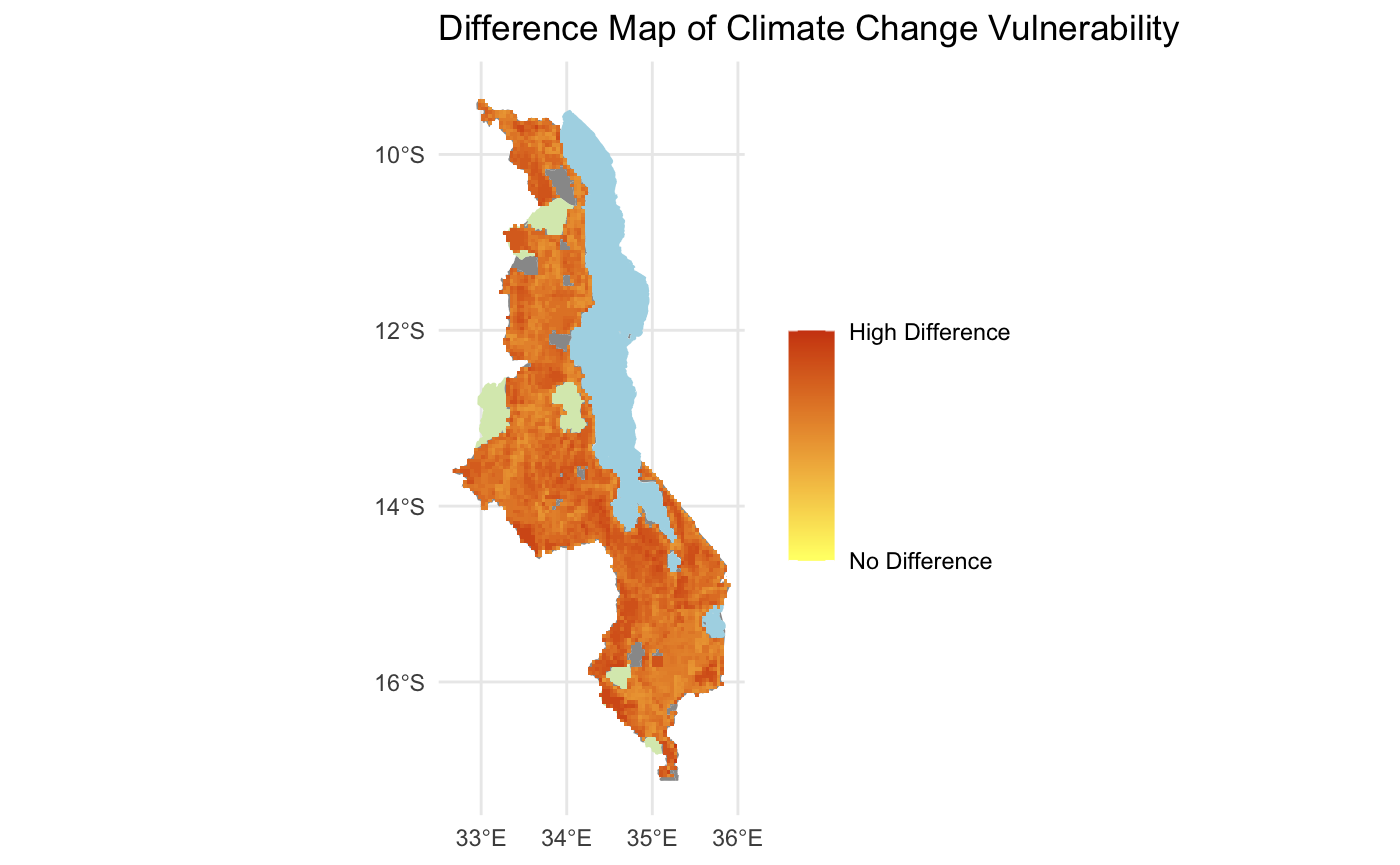 Difference Map of Climate Change Vulnerability
10°S
12°S
14°S
16°S
33°E 34°E 35°E 36°E
High Difference
No Difference